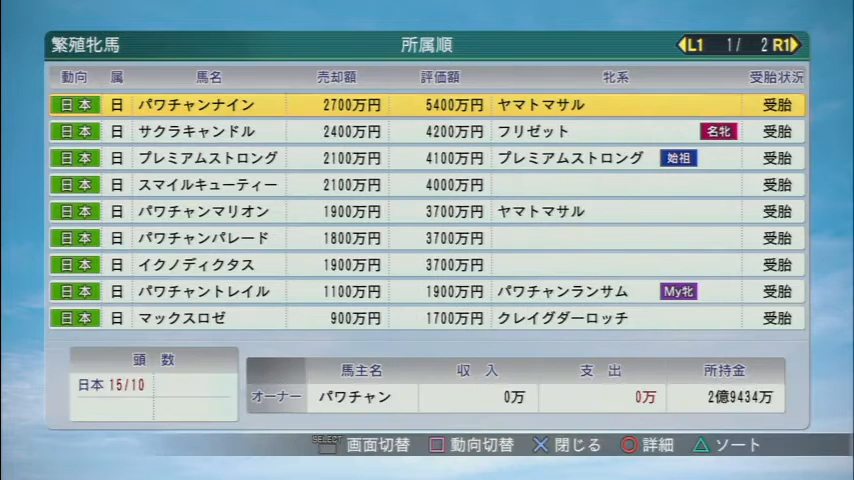 繁殖牝馬 所属順 L1 1/ 2 R1
動向 属 馬名 売却額 評価額 牝系 受胎状況
日本 日 パワチャンナイン 2700万円 5400万円 ヤマトマサル 受胎
日本 日 サクラキャンドル 2400万円 4200万円 フリゼット 名牝 受胎
日本 日 プレミアムストロング 2100万円 4100万円 プレミアムストロング 始祖 受胎
日本 日 スマイルキューティー 2100万円 4000万円 受胎
日本 日 パワチャンマリオン 1900万円 3700万円 ヤマトマサル 受胎
日本 日 パワチャンパレード 1800万円 3700万円 受胎
日本 日 イクノディクタス 1900万円 3700万円 受胎
日本 日 パワチャントレイル 1100万円 1900万円 パワチャンランサム My牝 受胎
日本 日 マックスロゼ 900万円 1700万円 クレイグダーロッチ 受胎
頭数
日本 15/10
馬主名 収入 支出 所持金
オーナー パワチャン 0万 0万 2億9434万
SELECT 画面切替 動向切替 閉じる 詳細 ソート